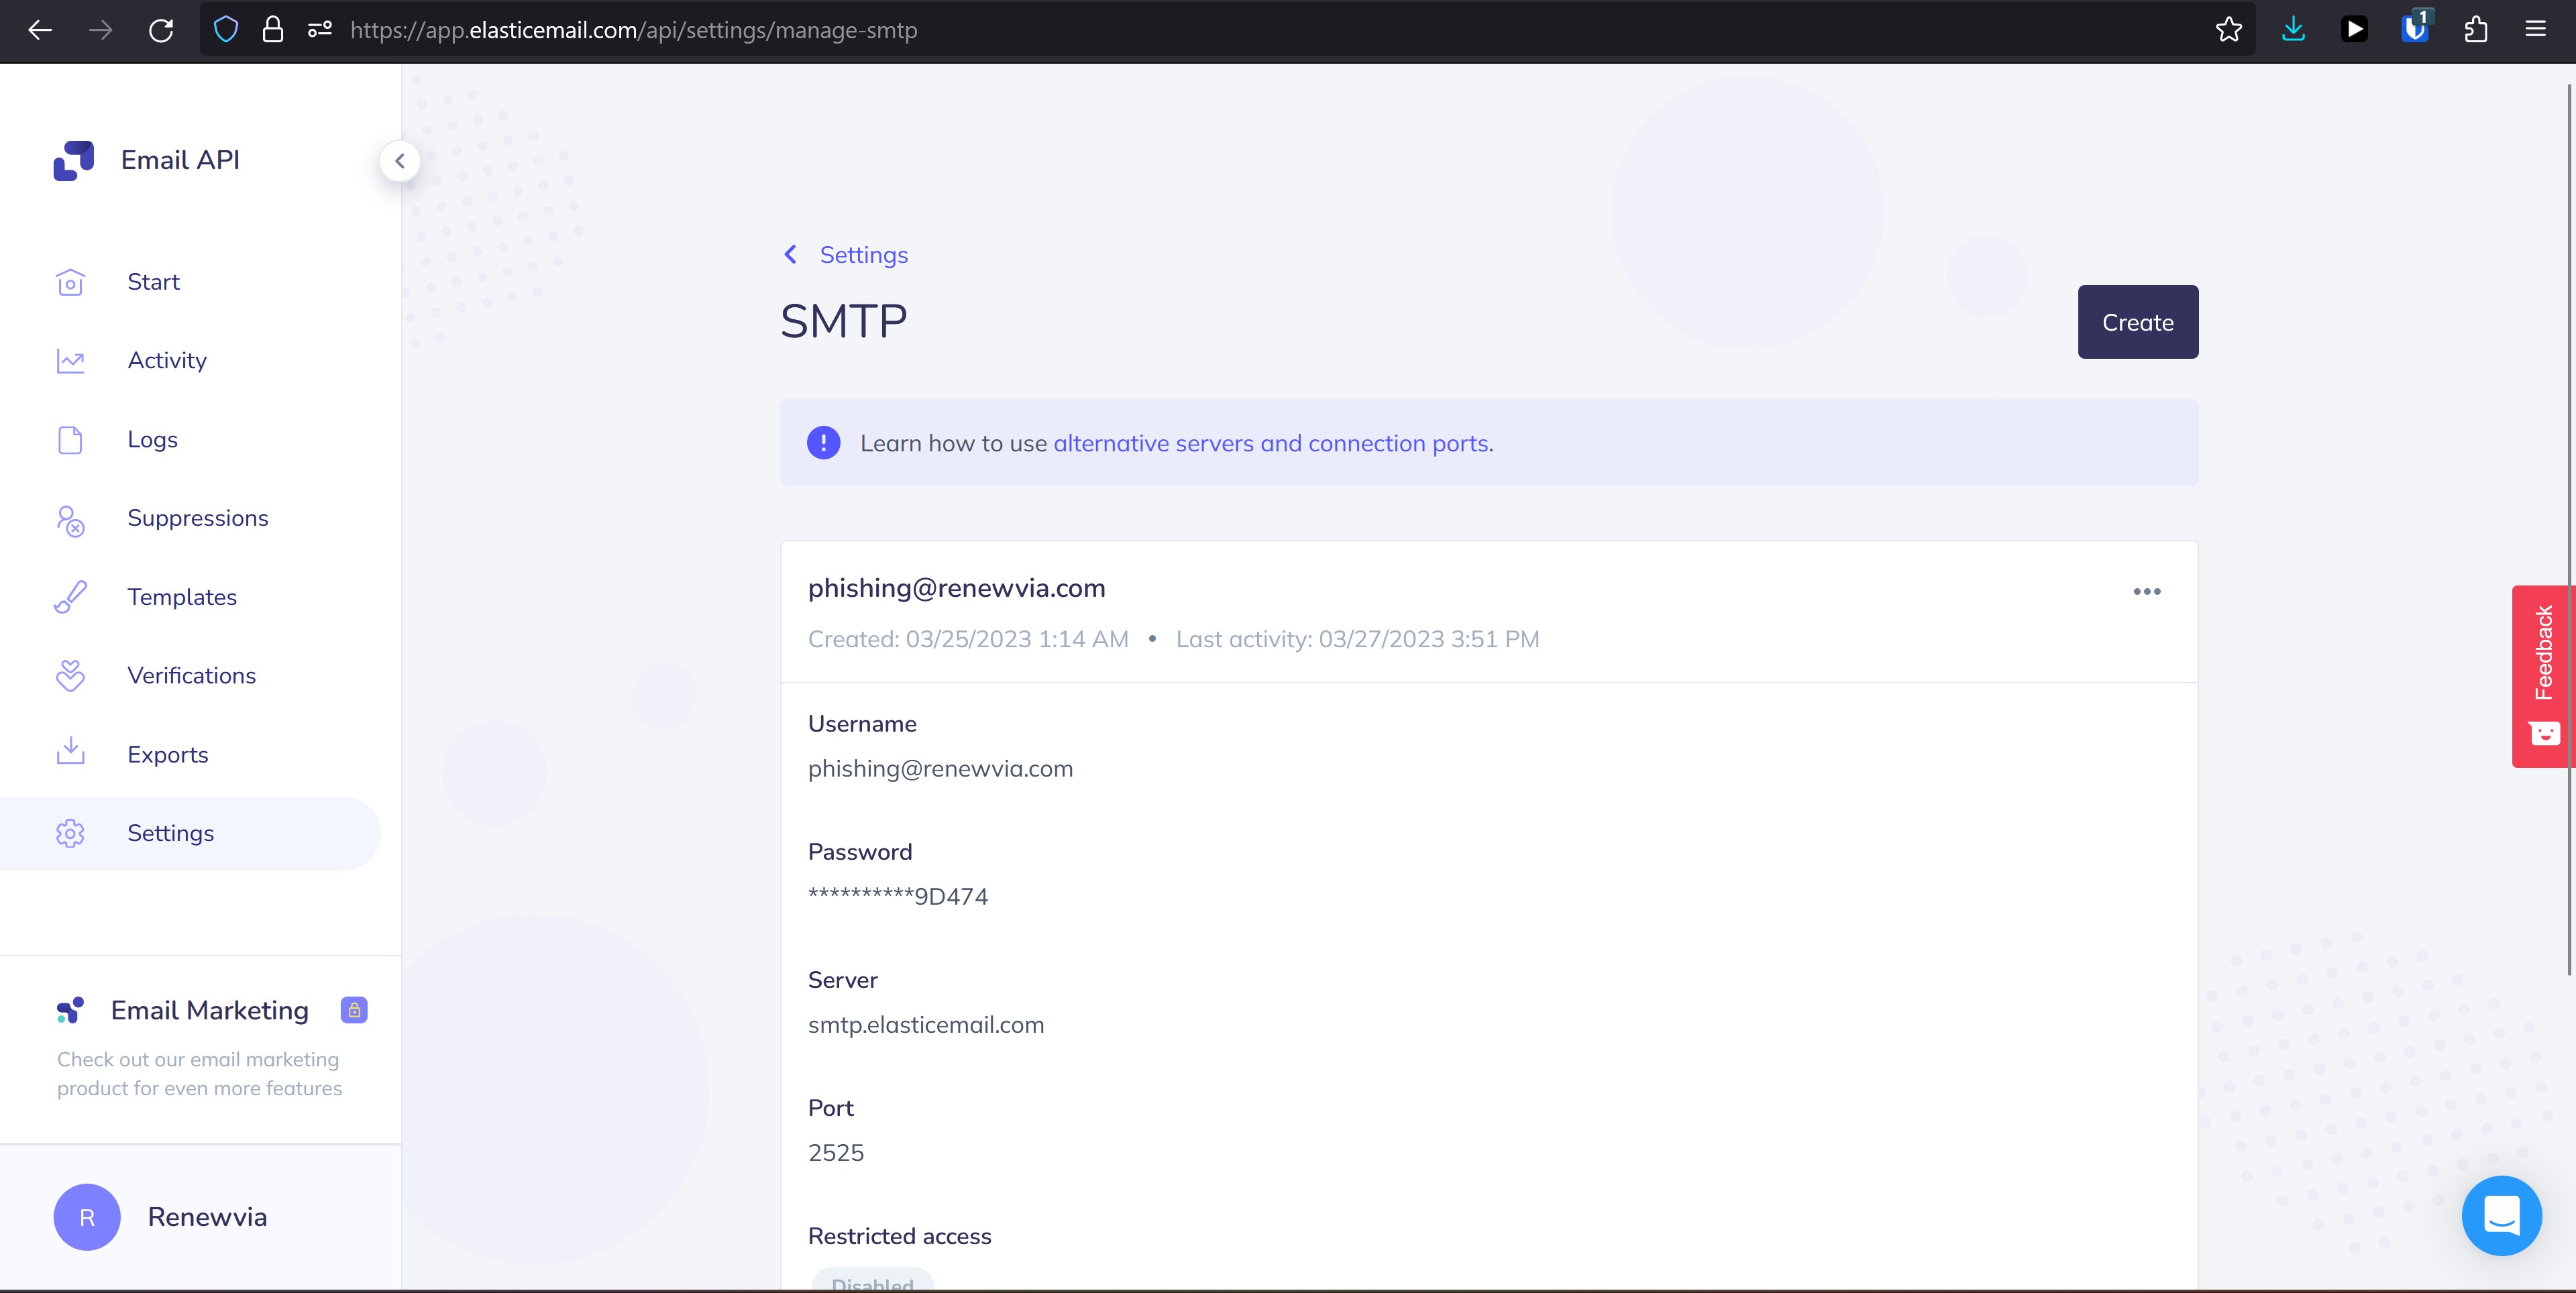 https://app.elasticemail.com/api/settings/manage-smtp
1
Email API
Start
Activity
Logs
Suppressions
Templates
Verifications
Exports
Settings
Email Marketing
Check out our email marketing
product for even more features
R
Renewvia
Settings
SMTP
Create
Learn how to use alternative servers and connection ports.
phishing@renewvia.com
Created: 03/25/2023 1:14 AM • Last activity: 03/27/2023 3:51 PM
Username
phishing@renewvia.com
Password
**********9D474
Server
smtp.elasticemail.com
Port
2525
Restricted access
Disabled
Feedback